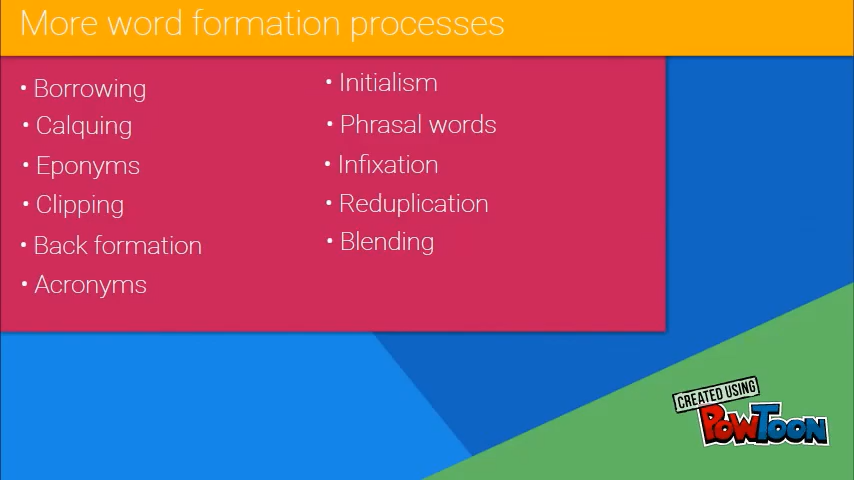 More word formation processes
• Borrowing
• Calquing
• Eponyms
• Clipping
• Back formation
• Acronyms
• Initialism
• Phrasal words
• Infixation
• Reduplication
• Blending
CREATED USING
POWTOON